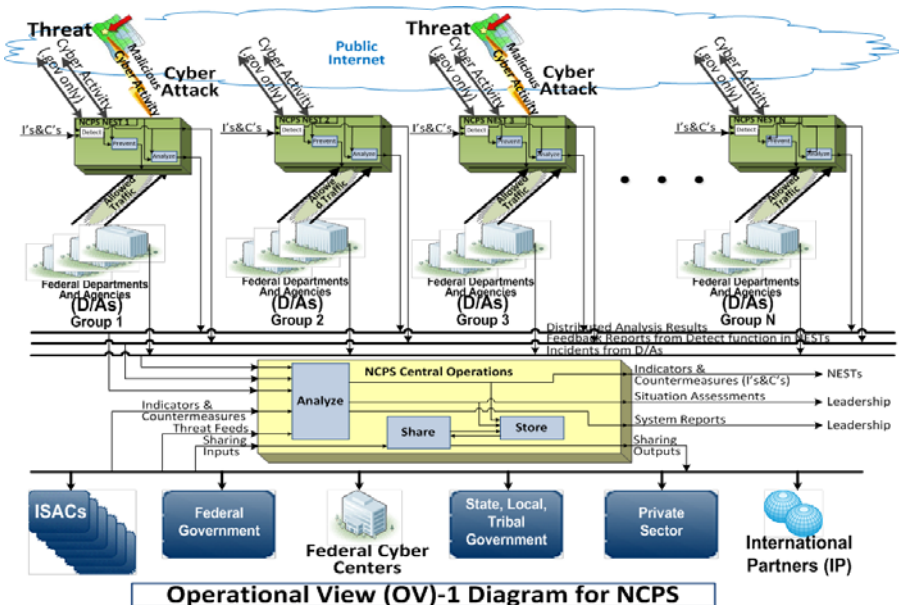 Threat
Malicious
Cyber Activity
Cyber
Attack
Cyber Activity
(.gov only)
Public
Internet
Cyber Activity
(.gov only)
Threat
Malicious
Cyber Activity
Cyber
Attack
Cyber Activity
(.gov only)
Cyber Activity
(.gov only)
I's&C's
NCPS NEST 1
Detect
Prevent
Analyze
I's&C's
NCPS NEST 2
Detect
Prevent
Analyze
I's&C's
NCPS NEST 3
Detect
Prevent
Analyze
I's&C's
NCPS NEST N
Detect
Prevent
Analyze
Allowed
Traffic
Allowe
d Traffic
Allowed
Traffic
Allowed
Traffic
Federal Departments
And Agencies
(D/As)
Group 1
Federal Departments
And Agencies
(D/As)
Group 2
Federal Departments
And Agencies
(D/As)
Group 3
Federal Departments
And Agencies
(D/As)
Group N
Distributed Analysis Results
Feedback Reports from Detect function in NESTs
Incidents from D/As
NCPS Central Operations
Analyze
Share
Store
Indicators &
Countermeasures
Threat Feeds
Sharing
Inputs
Indicators &
Countermeasures (I's&C's)
NESTs
Situation Assessments
Leadership
System Reports
Leadership
Sharing
Outputs
ISACs
Federal
Government
Federal Cyber
Centers
State, Local,
Tribal
Government
Private
Sector
International
Partners (IP)
Operational View (OV)-1 Diagram for NCPS